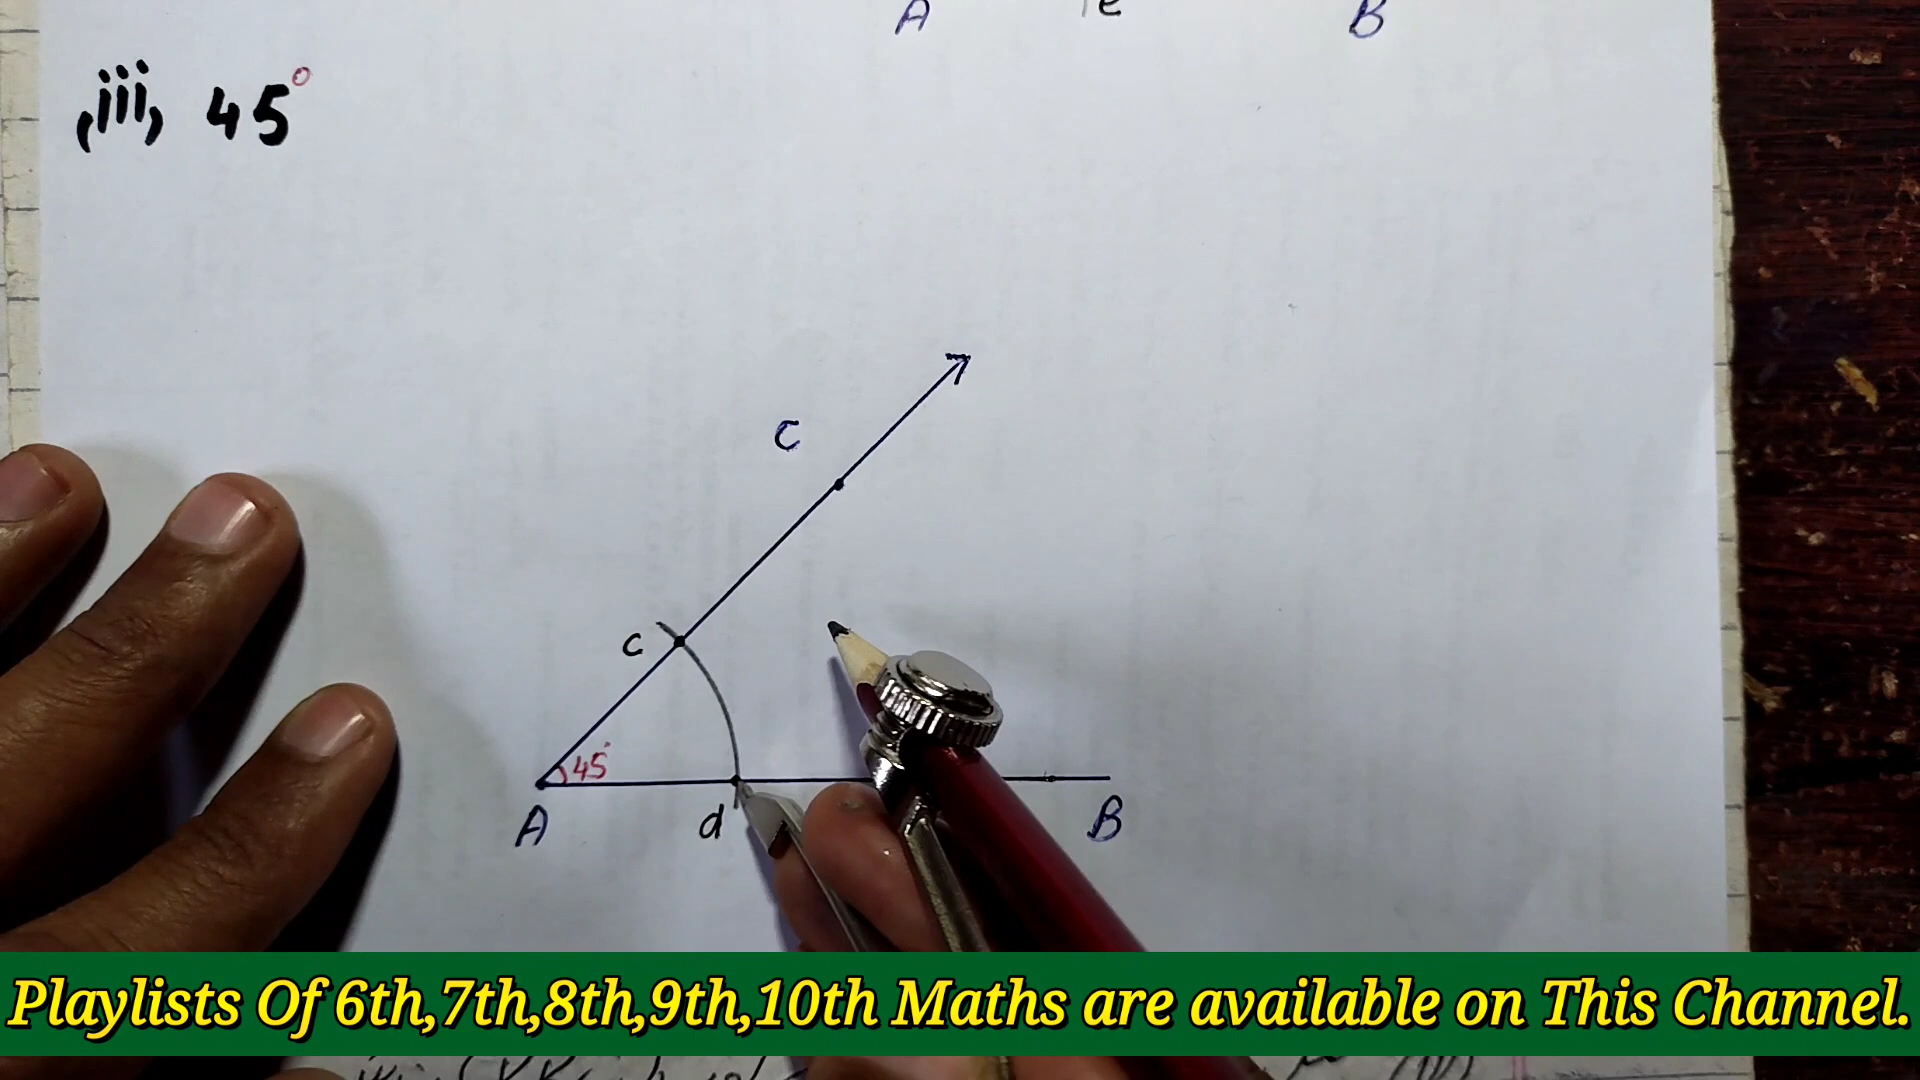 A e B
(iii) 45°
C
c
45°
A d B
Playlists Of 6th,7th,8th,9th,10th Maths are available on This Channel.